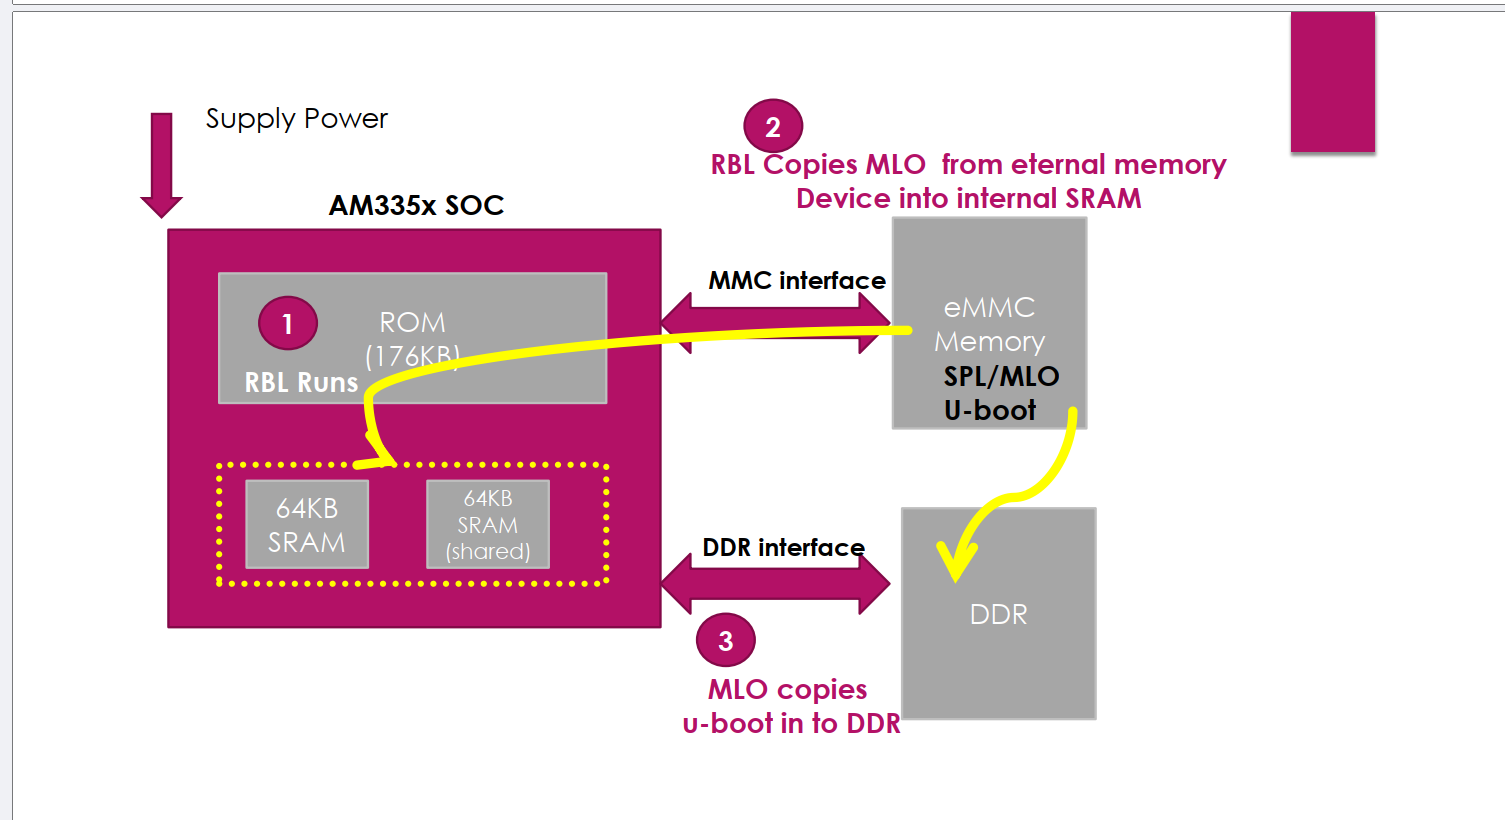 Supply Power
2
RBL Copies MLO from eternal memory
Device into internal SRAM
AM335x SOC
MMC interface
1
ROM
(176KB)
RBL Runs
eMMC
Memory
SPL/MLO
U-boot
64KB
SRAM
64KB
SRAM
(shared)
DDR interface
DDR
3
MLO copies
u-boot in to DDR